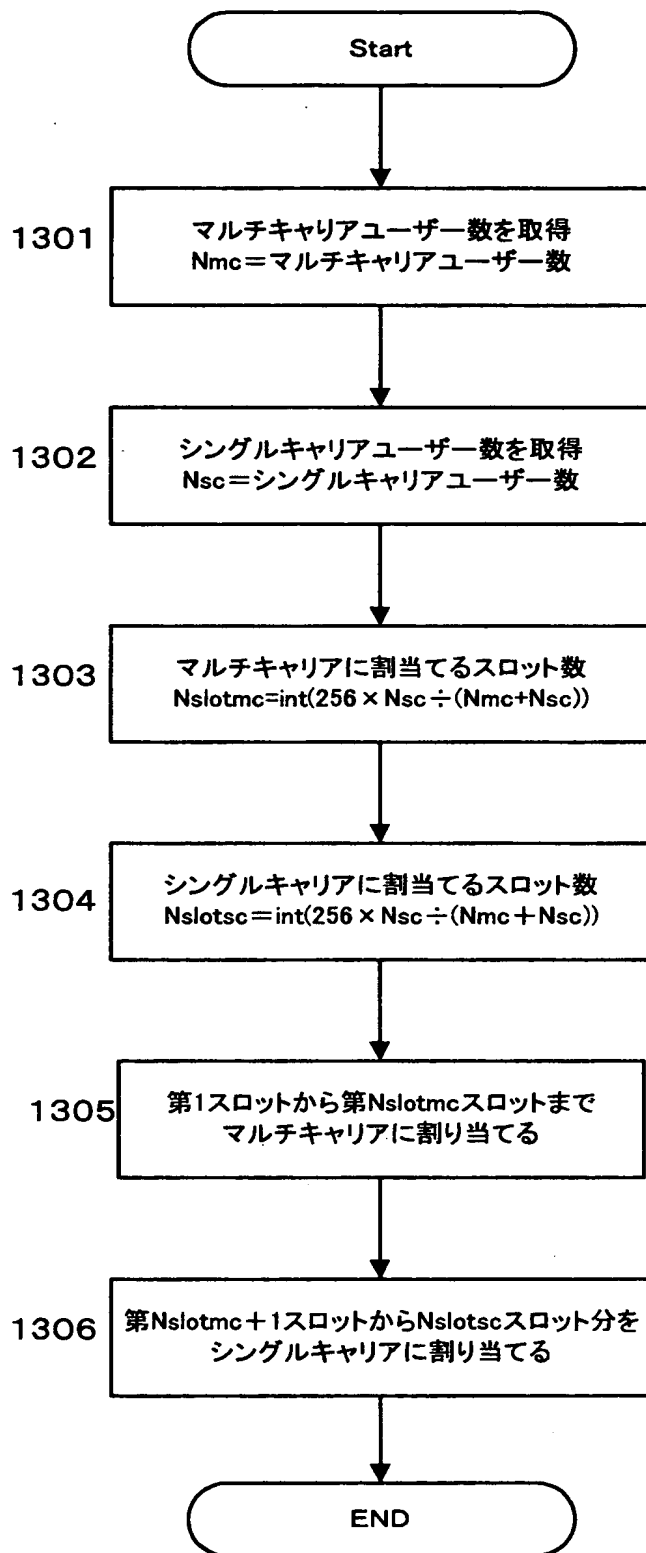 Start
1301
マルチキャリアユーザー数を取得
Nmc＝マルチキャリアユーザー数
1302
シングルキャリアユーザー数を取得
Nsc＝シングルキャリアユーザー数
1303
マルチキャリアに割当てるスロット数
Nslotmc=int(256×Nsc÷(Nmc+Nsc))
1304
シングルキャリアに割当てるスロット数
Nslotsc＝int(256×Nsc÷(Nmc＋Nsc))
1305
第1スロットから第Nslotmcスロットまで
マルチキャリアに割り当てる
1306
第Nslotmc＋1スロットからNslotscスロット分を
シングルキャリアに割り当てる
END